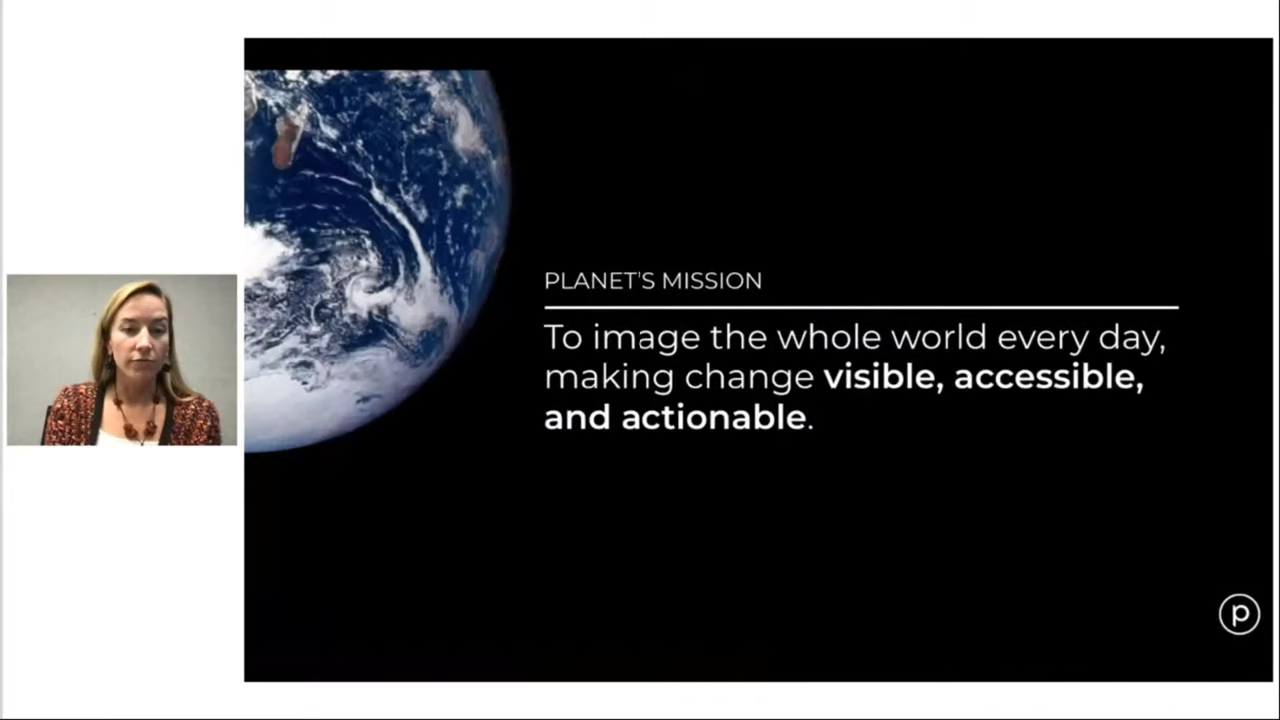 PLANET'S MISSION
To image the whole world every day,
making change visible, accessible,
and actionable.
p